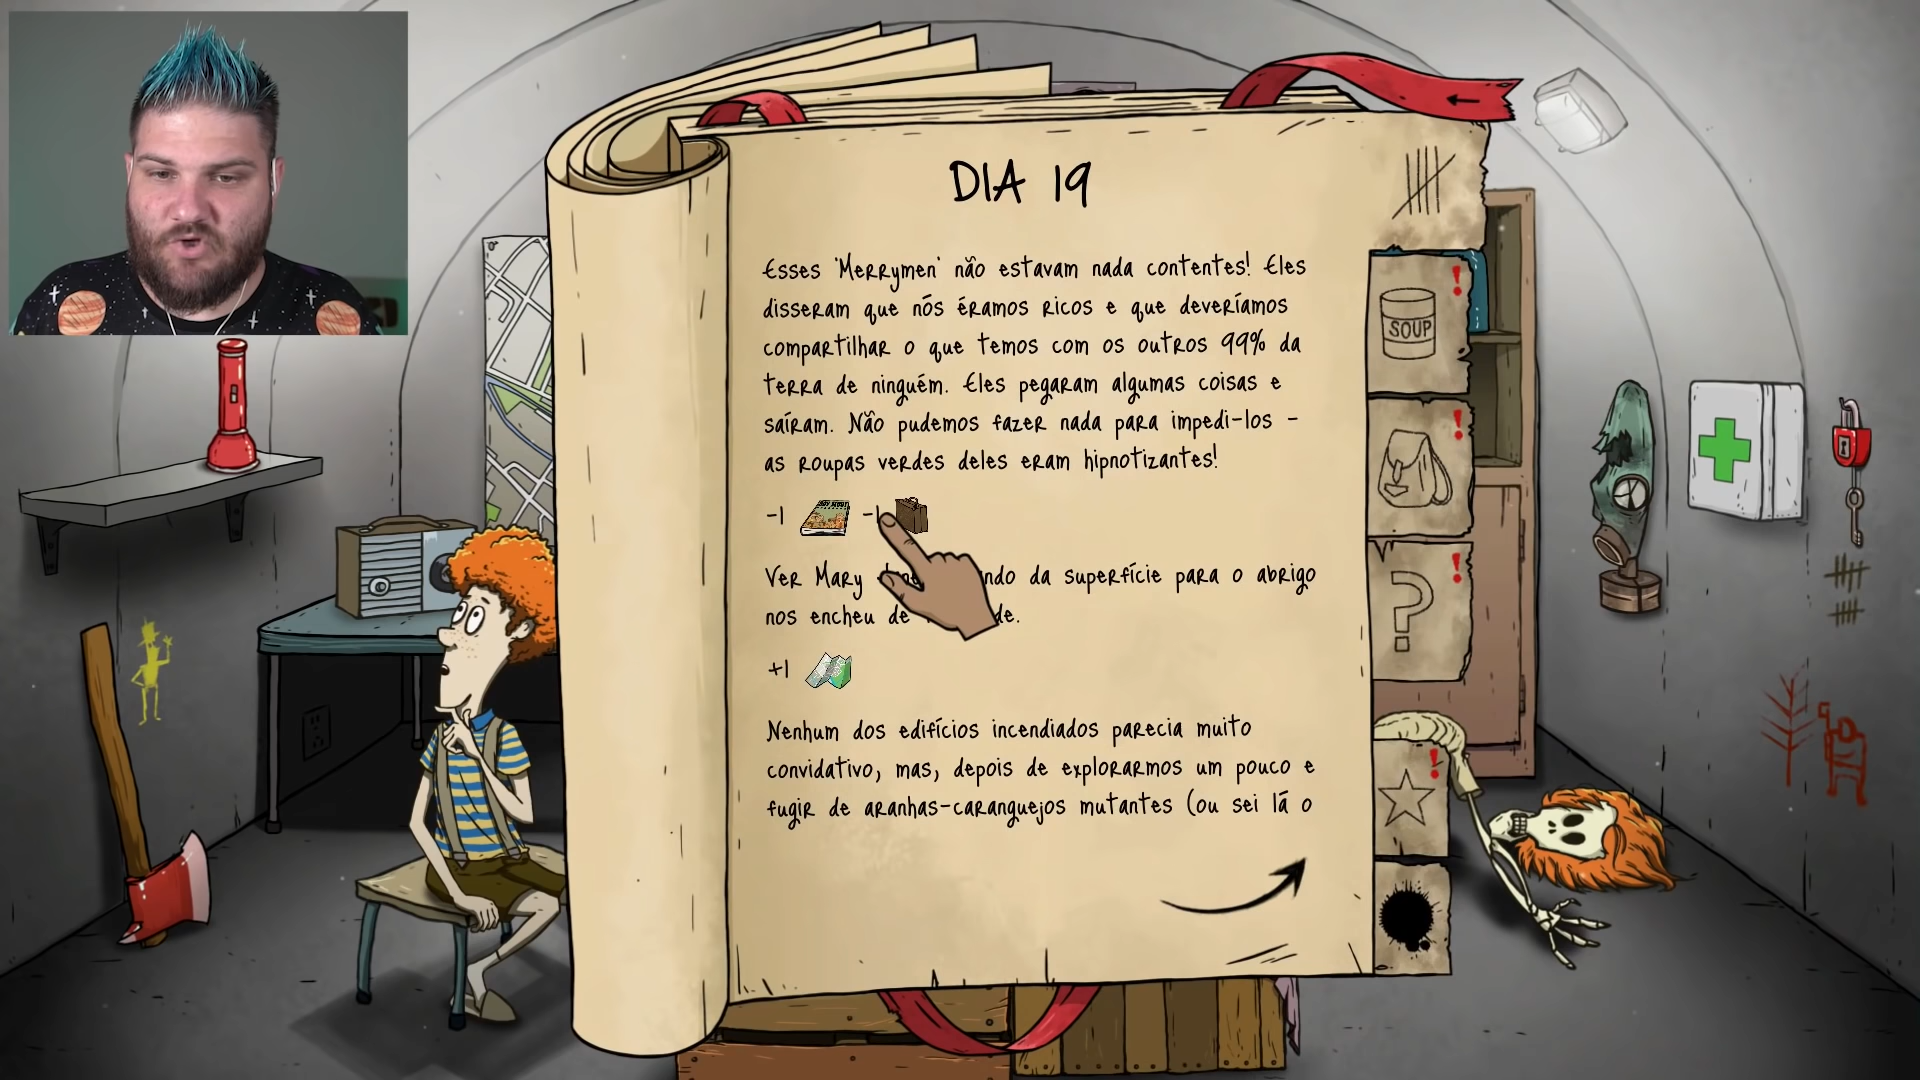 DIA 19
Esses 'Merrymen' não estavam nada contentes! Eles
disseram que nós éramos ricos e que deveríamos
compartilhar o que temos com os outros 99% da
terra de ninguém. Eles pegaram algumas coisas e
saíram. Não pudemos fazer nada para impedi-los -
as roupas verdes deles eram hipnotizantes!
-1 -1
Ver Mary da superfície para o abrigo
nos encheu de
+1
Nenhum dos edifícios incendiados parecia muito
convidativo, mas, depois de explorarmos um pouco e
fugir de aranhas-caranguejos mutantes (ou sei lá o
SOUP
!
!
?
!
!